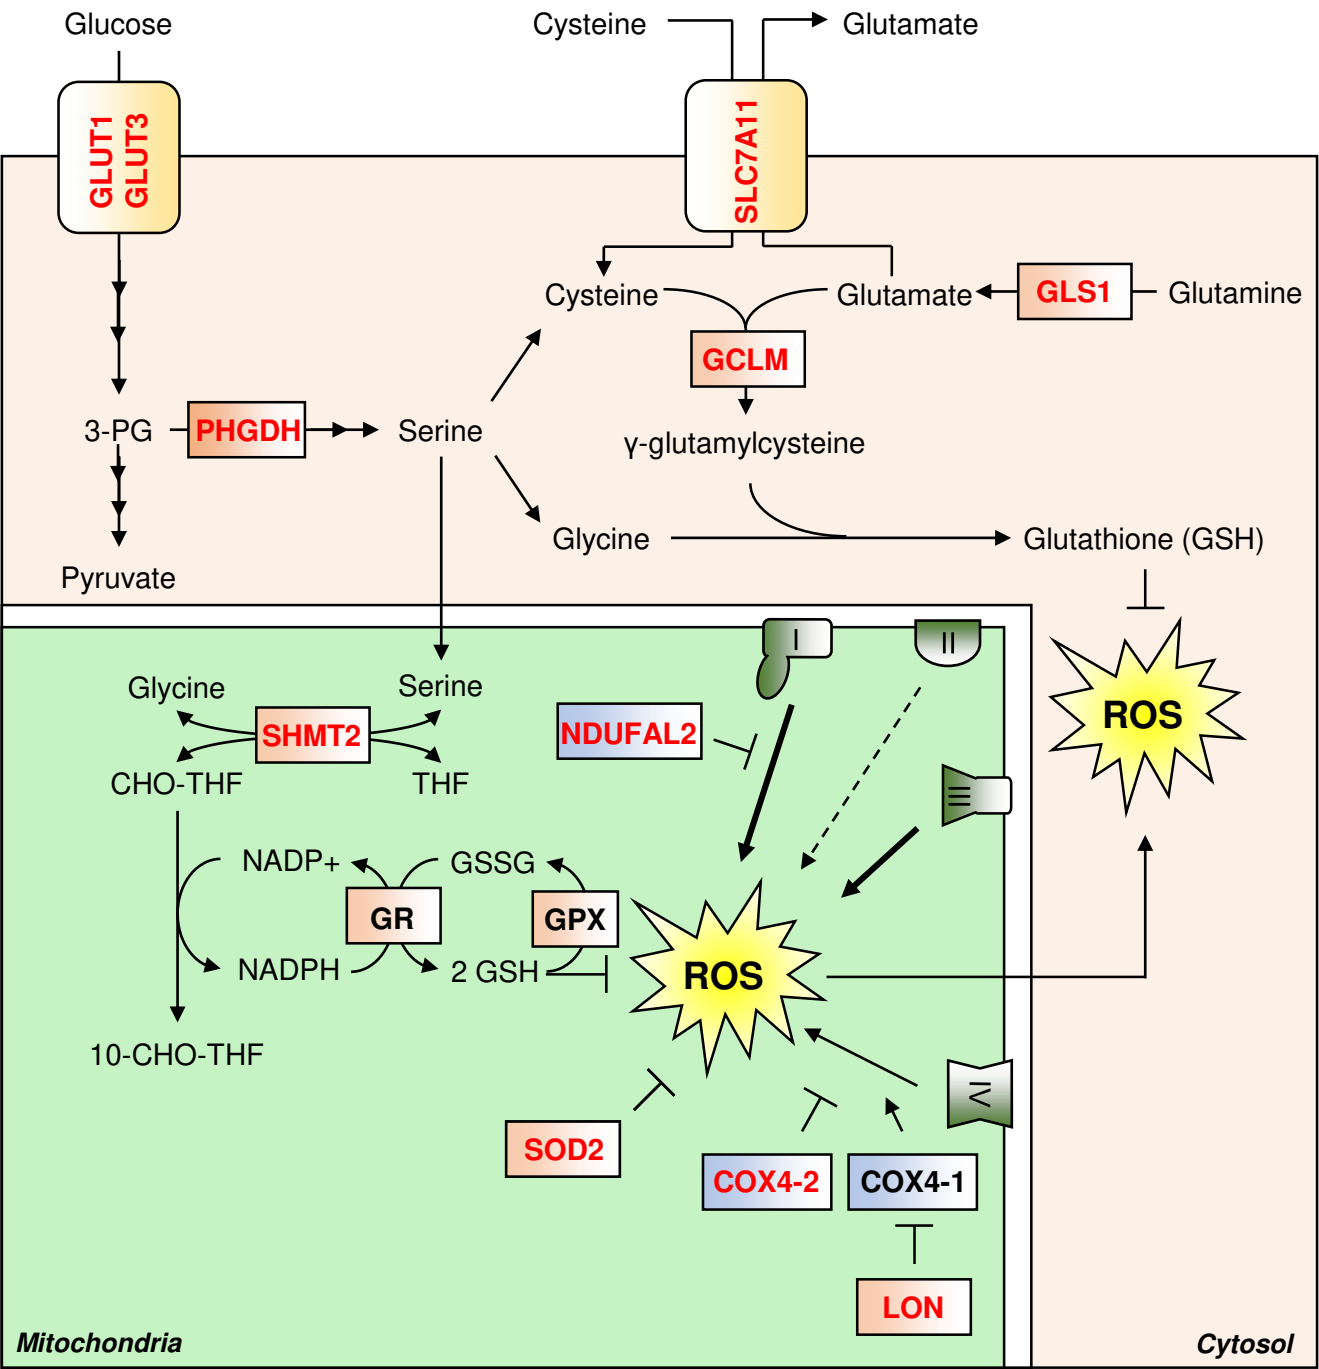 Glucose
Cysteine
Glutamate
GLUT1
GLUT3
SLC7A11
Cysteine
Glutamate
GLS1
Glutamine
GCLM
3-PG
PHGDH
Serine
γ-glutamylcysteine
Glycine
Glutathione (GSH)
Pyruvate
I
II
Glycine
Serine
SHMT2
NDUFAL2
ROS
CHO-THF
THF
III
NADP+
GSSG
GR
GPX
NADPH
2 GSH
ROS
10-CHO-THF
IV
SOD2
COX4-2
COX4-1
LON
Mitochondria
Cytosol